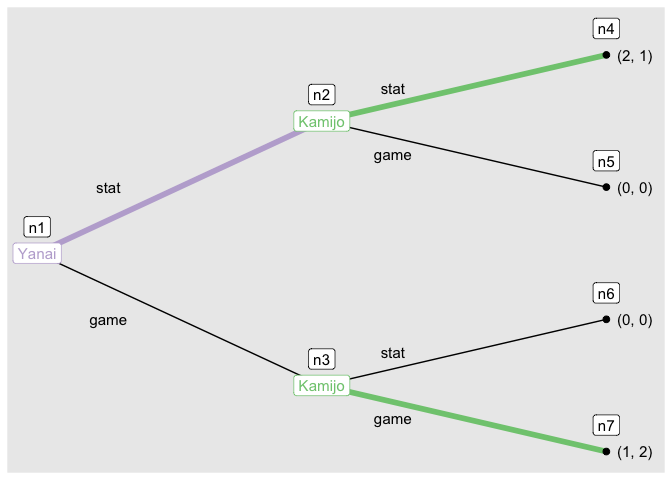 n4
(2, 1)
stat
n2
Kamijo
game
n5
(0, 0)
stat
n1
Yanai
game
n6
(0, 0)
stat
n3
Kamijo
game
n7
(1, 2)